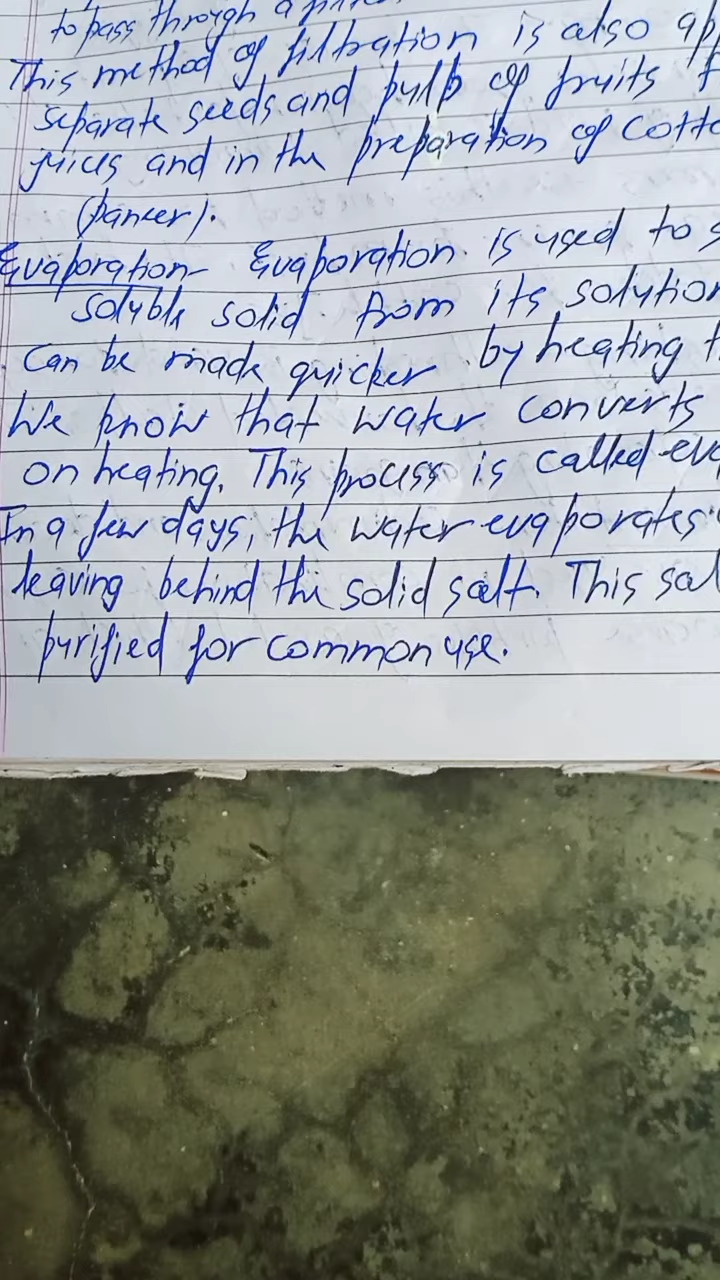 to pass through a
This method of filtration is also
separate seeds and pulp of fruits
juices and in the preparation of
(paneer).
Evaporation- Evaporation is used to
soluble solid from its solution
Can be made quicker by heating
We know that water converts
on heating. This process is called
In a few days, the water evaporates
leaving behind the solid salt. This
purified for common use.